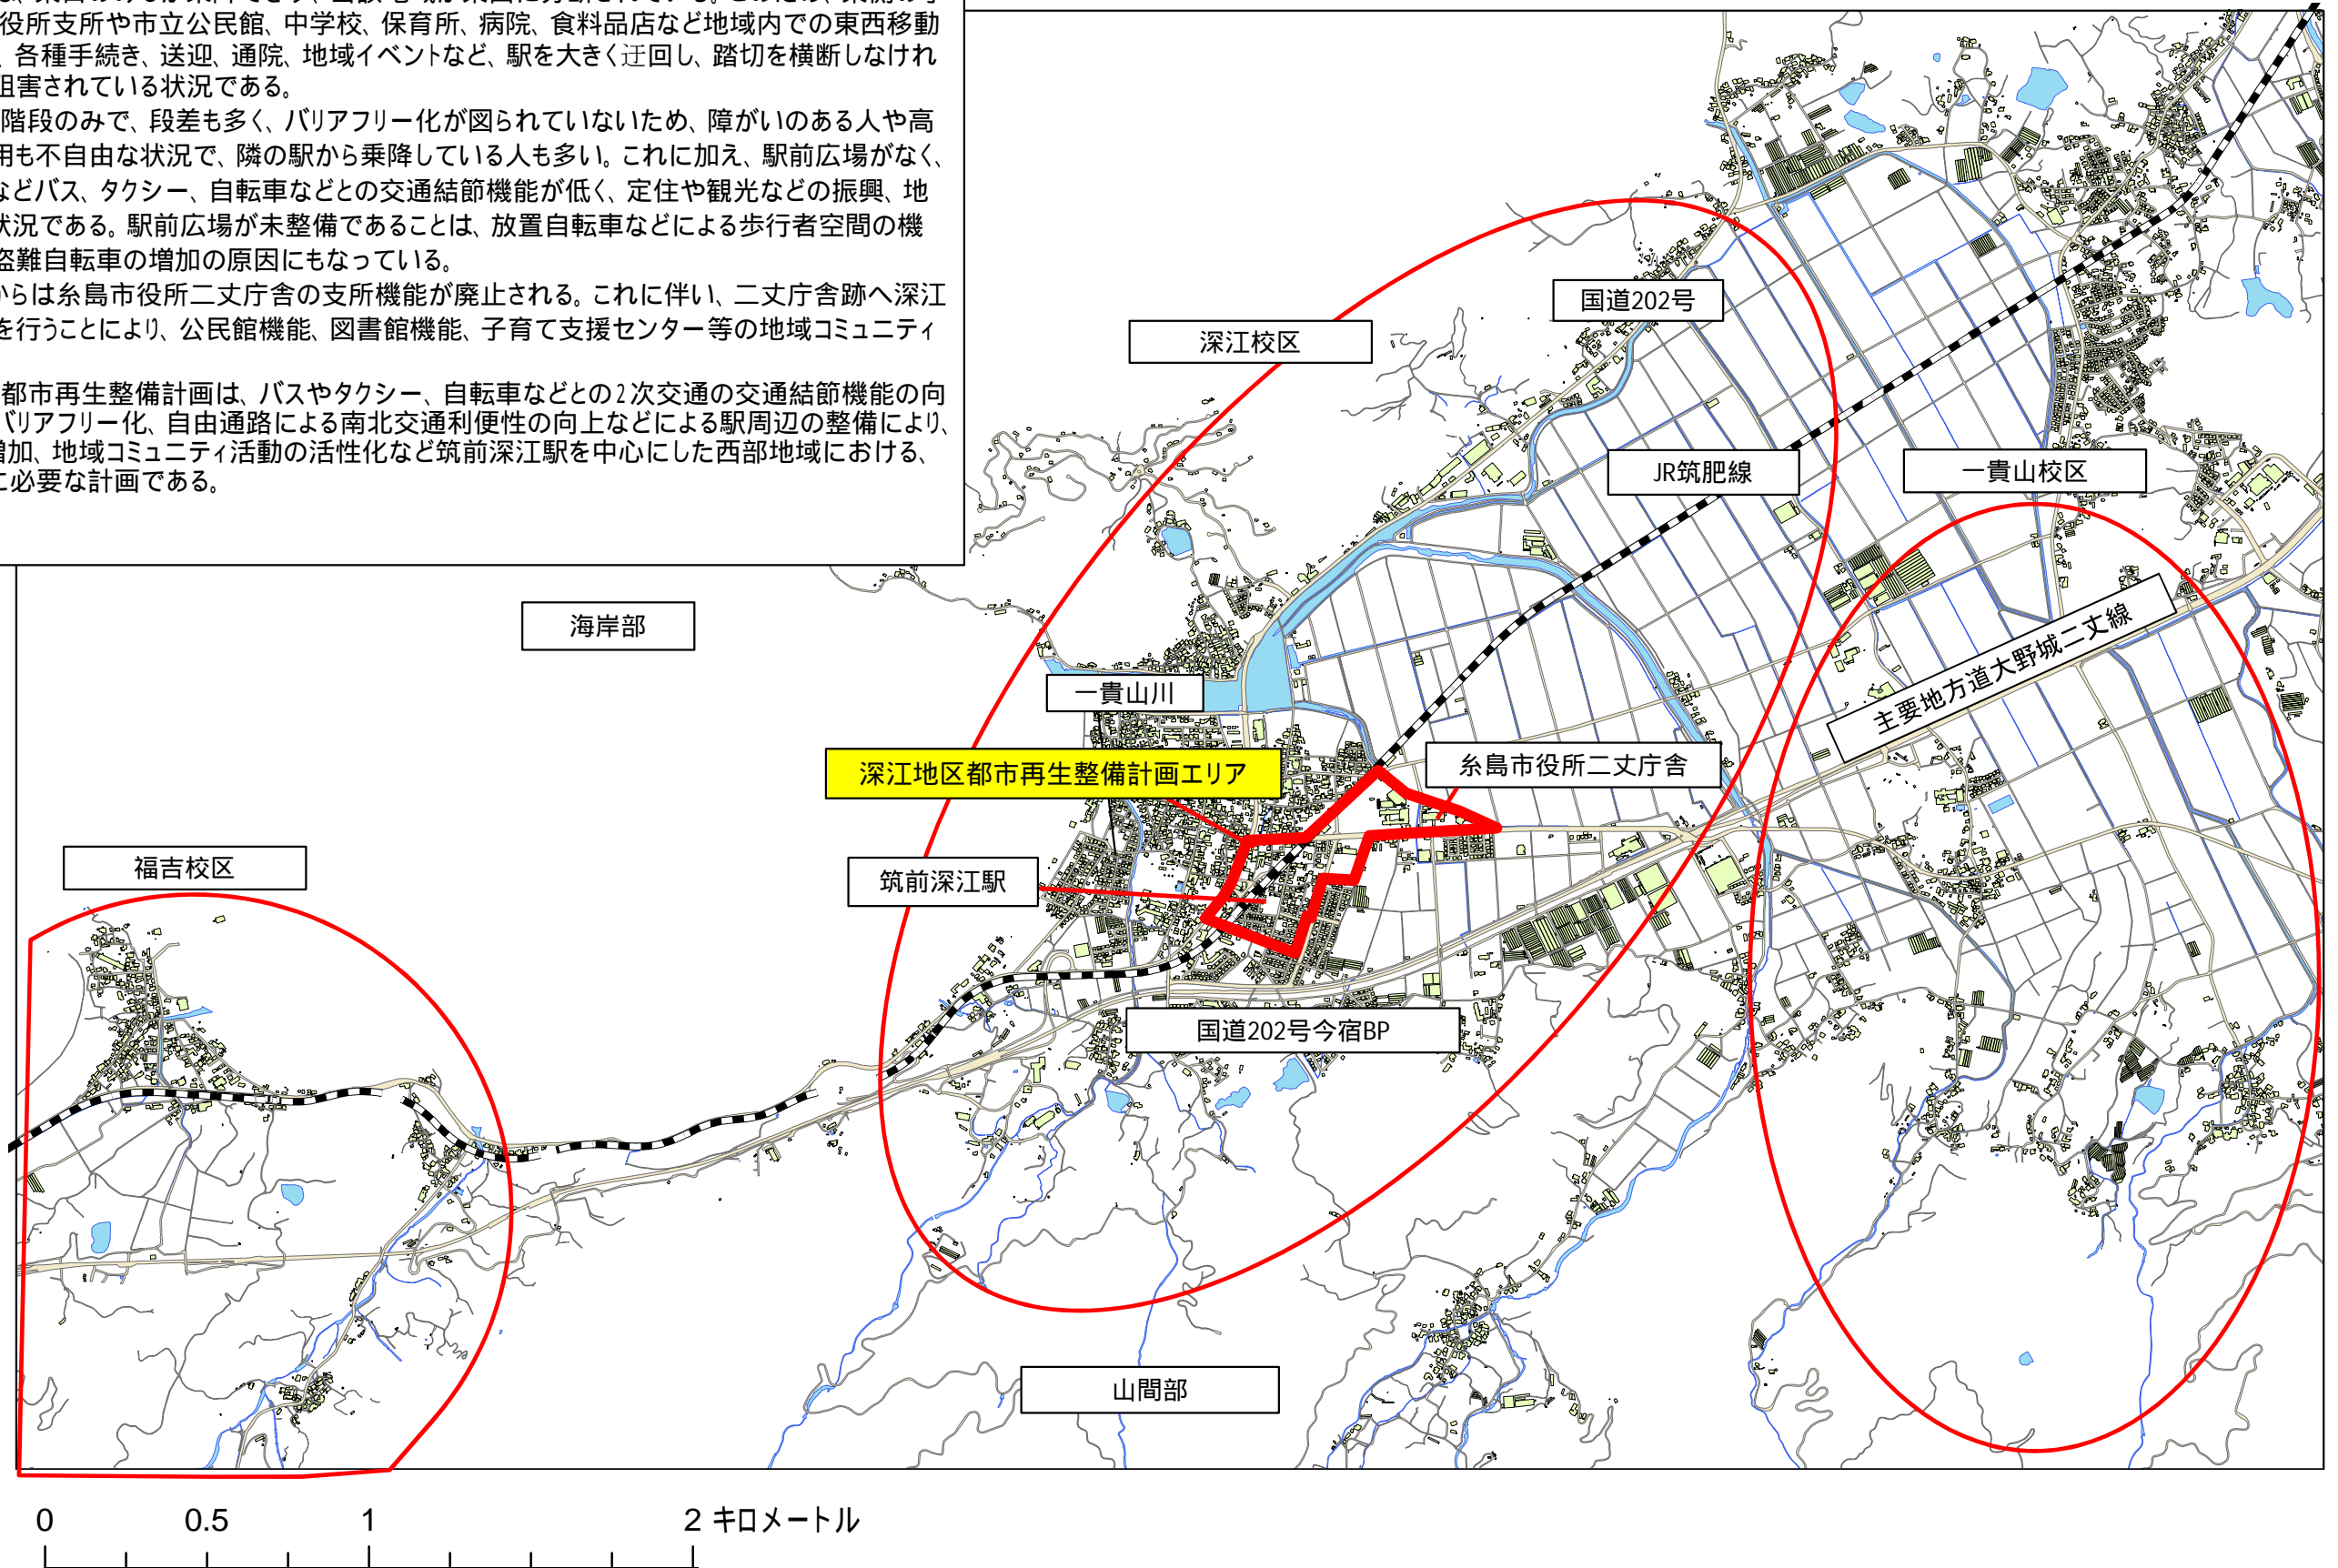 役所支所や市立公民館、中学校、保育所、病院、食料品店など地域内での東西移動
、各種手続き、送迎、通院、地域イベントなど、駅を大きく迂回し、踏切を横断しなけれ
阻害されている状況である。
階段のみで、段差も多く、バリアフリー化が図られていないため、障がいのある人や高
用も不自由な状況で、隣の駅から乗降している人も多い。これに加え、駅前広場がなく、
などバス、タクシー、自転車などとの交通結節機能が低く、定住や観光などの振興、地
状況である。駅前広場が未整備であることは、放置自転車などによる歩行者空間の機
盗難自転車の増加の原因にもなっている。
からは糸島市役所二丈庁舎の支所機能が廃止される。これに伴い、二丈庁舎跡へ深江
を行うことにより、公民館機能、図書館機能、子育て支援センター等の地域コミュニティ
都市再生整備計画は、バスやタクシー、自転車などとの2次交通の交通結節機能の向
バリアフリー化、自由通路による南北交通利便性の向上などによる駅周辺の整備により、
増加、地域コミュニティ活動の活性化など筑前深江駅を中心にした西部地域における、
に必要な計画である。
国道202号
深江校区
JR筑肥線
一貴山校区
海岸部
主要地方道大野城二丈線
一貴山川
深江地区都市再生整備計画エリア
糸島市役所二丈庁舎
福吉校区
筑前深江駅
国道202号今宿BP
山間部
0 0.5 1 2 キロメートル